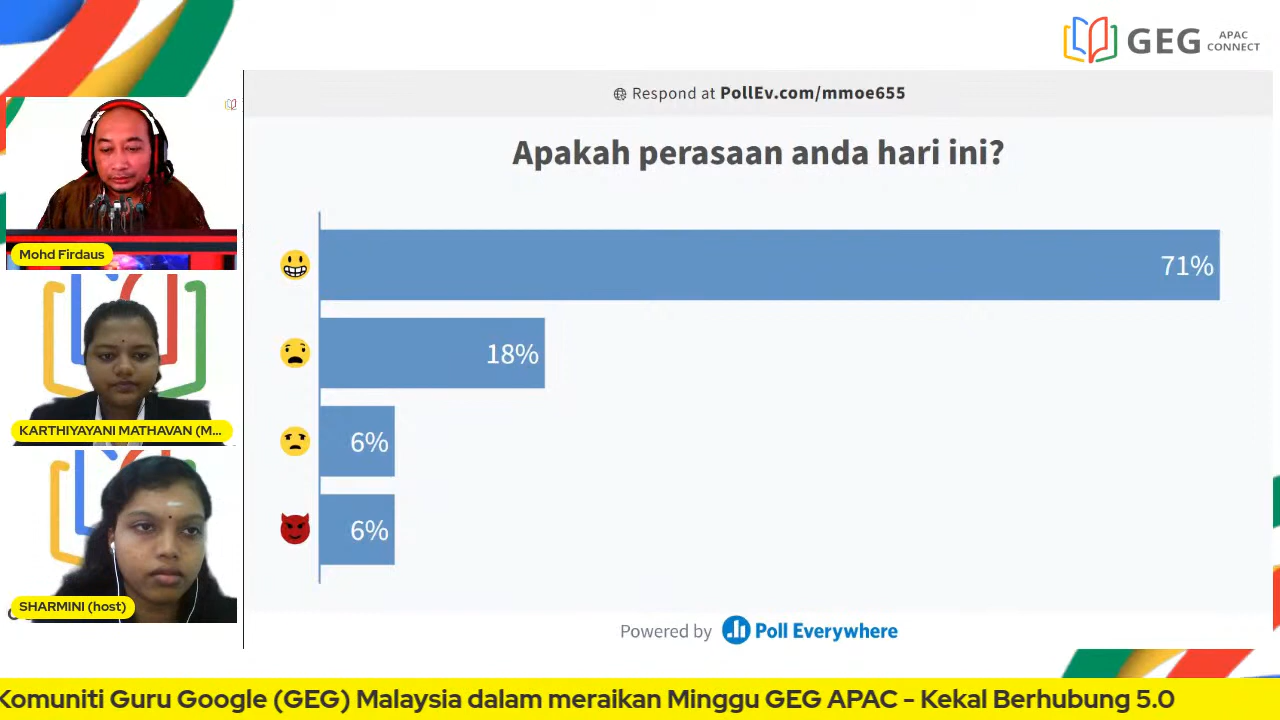 GEG APAC
CONNECT
Respond at PollEv.com/mmoe655
Apakah perasaan anda hari ini?
71%
18%
6%
6%
Powered by Poll Everywhere
Mohd Firdaus
KARTHIYAYANI MATHAVAN (M...
SHARMINI (host)
Komuniti Guru Google (GEG) Malaysia dalam meraikan Minggu GEG APAC - Kekal Berhubung 5.0